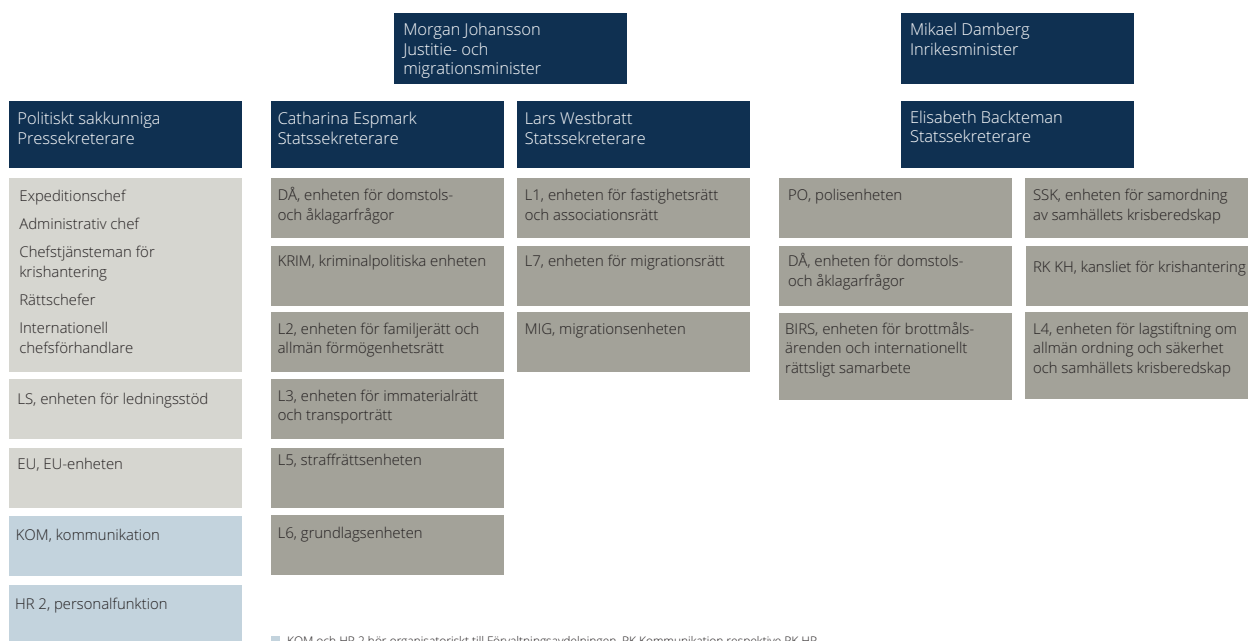 Morgan Johansson
Justitie- och
migrationsminister
Mikael Damberg
Inrikesminister
Politiskt sakkunniga
Pressekreterare
Catharina Espmark
Statssekreterare
Lars Westbratt
Statssekreterare
Elisabeth Backteman
Statssekreterare
Expeditionschef
Administrativ chef
Chefstjänsteman för
krishantering
Rättschefer
Internationell
chefsförhandlare
LS, enheten för ledningsstöd
EU, EU-enheten
KOM, kommunikation
HR 2, personalfunktion
DÅ, enheten för domstols-
och åklagarfrågor
KRIM, kriminalpolitiska enheten
L2, enheten för familjerätt och
allmän förmögenhetsrätt
L3, enheten för immaterialrätt
och transporträtt
L5, straffrättsenheten
L6, grundlagsenheten
L1, enheten för fastighetsrätt
och associationsrätt
L7, enheten för migrationsrätt
MIG, migrationsenheten
PO, polisenheten
DÅ, enheten för domstols-
och åklagarfrågor
BIRS, enheten för brottmåls-
ärenden och internationellt
rättsligt samarbete
SSK, enheten för samordning
av samhällets krisberedskap
RK KH, kansliet för krishantering
L4, enheten för lagstiftning om
allmän ordning och säkerhet
och samhällets krisberedskap
KOM och HR 2 hör organisatoriskt till Förvaltningsavdelningen, RK Kommunikation respektive RK HR